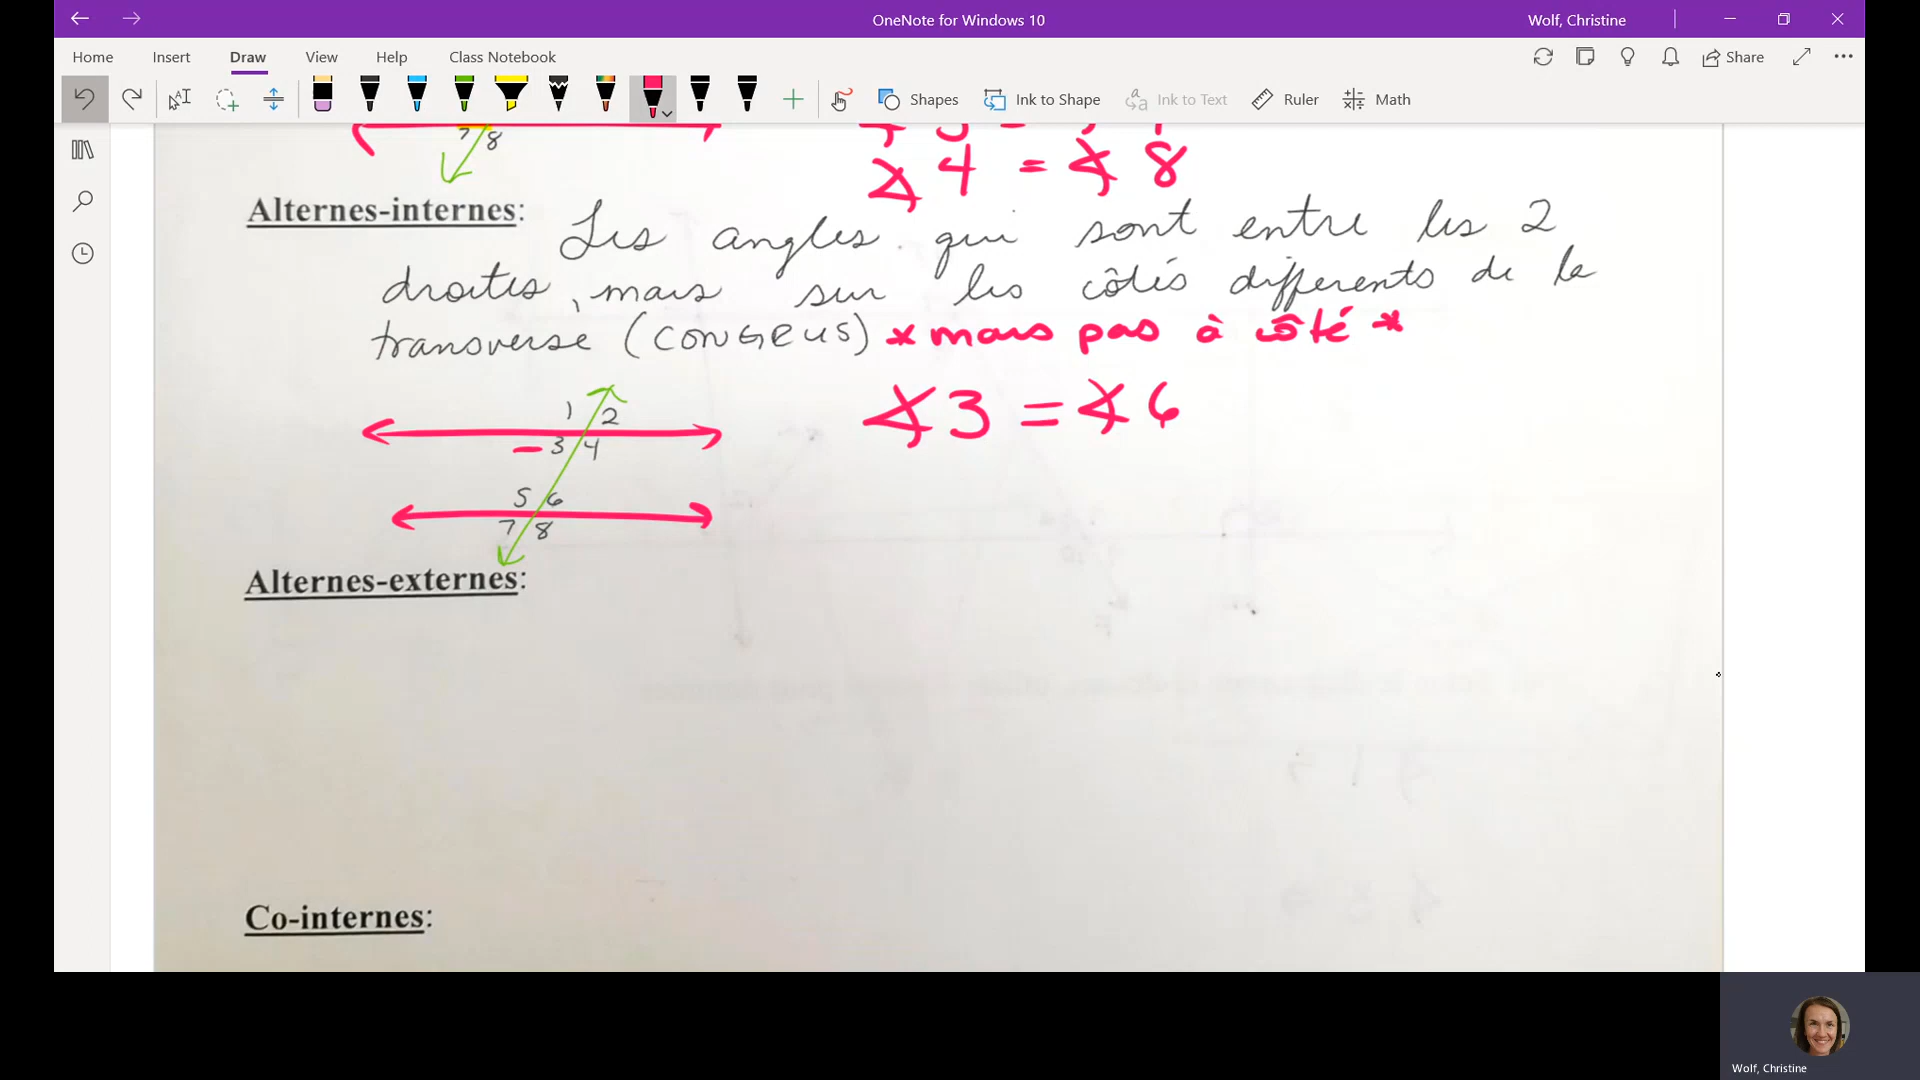 OneNote for Windows 10
Wolf, Christine
Home Insert Draw View Help Class Notebook
Share
Shapes Ink to Shape Ink to Text Ruler Math
7 8
∡ 4 = ∡ 8
Alternes-internes: Les angles qui sont entre les 2
droites, mais sur les côtés différents de la
transverse (CONGRUS) *mais pas à côté*
1 2
3 4
∡3 = ∡6
5 6
7 8
Alternes-externes:
Co-internes:
Wolf, Christine